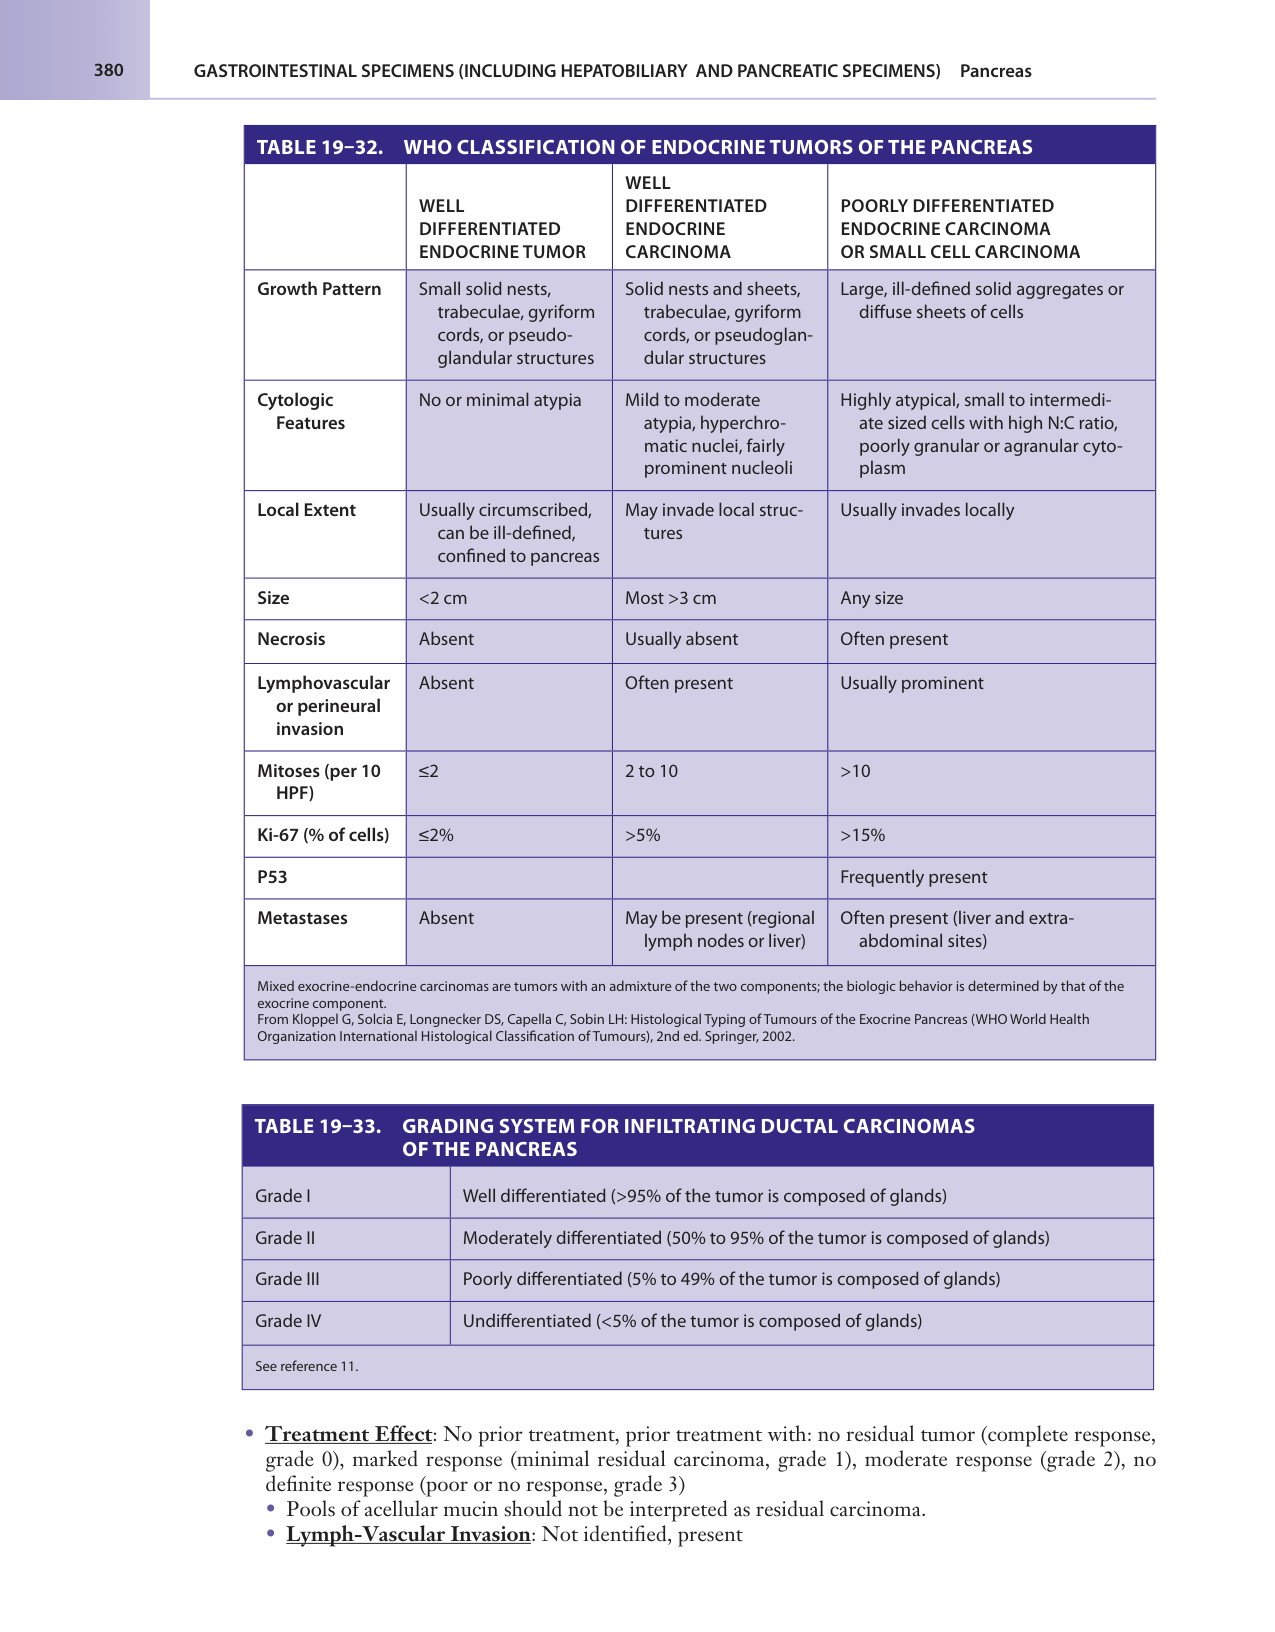 380
GASTROINTESTINAL SPECIMENS (INCLUDING HEPATOBILIARY AND PANCREATIC SPECIMENS) Pancreas
TABLE 19–32. WHO CLASSIFICATION OF ENDOCRINE TUMORS OF THE PANCREAS
WELL
DIFFERENTIATED
ENDOCRINE TUMOR
WELL
DIFFERENTIATED
ENDOCRINE
CARCINOMA
POORLY DIFFERENTIATED
ENDOCRINE CARCINOMA
OR SMALL CELL CARCINOMA
Growth Pattern
Small solid nests,
trabeculae, gyriform
cords, or pseudo-
glandular structures
Solid nests and sheets,
trabeculae, gyriform
cords, or pseudoglan-
dular structures
Large, ill-defined solid aggregates or
diffuse sheets of cells
Cytologic
Features
No or minimal atypia
Mild to moderate
atypia, hyperchro-
matic nuclei, fairly
prominent nucleoli
Highly atypical, small to intermedi-
ate sized cells with high N:C ratio,
poorly granular or agranular cyto-
plasm
Local Extent
Usually circumscribed,
can be ill-defined,
confined to pancreas
May invade local struc-
tures
Usually invades locally
Size
<2 cm
Most >3 cm
Any size
Necrosis
Absent
Usually absent
Often present
Lymphovascular
or perineural
invasion
Absent
Often present
Usually prominent
Mitoses (per 10
HPF)
≤2
2 to 10
>10
Ki-67 (% of cells)
≤2%
>5%
>15%
P53
Frequently present
Metastases
Absent
May be present (regional
lymph nodes or liver)
Often present (liver and extra-
abdominal sites)
Mixed exocrine-endocrine carcinomas are tumors with an admixture of the two components; the biologic behavior is determined by that of the
exocrine component.
From Kloppel G, Solcia E, Longnecker DS, Capella C, Sobin LH: Histological Typing of Tumours of the Exocrine Pancreas (WHO World Health
Organization International Histological Classification of Tumours), 2nd ed. Springer, 2002.
TABLE 19–33. GRADING SYSTEM FOR INFILTRATING DUCTAL CARCINOMAS
OF THE PANCREAS
Grade I
Well differentiated (>95% of the tumor is composed of glands)
Grade II
Moderately differentiated (50% to 95% of the tumor is composed of glands)
Grade III
Poorly differentiated (5% to 49% of the tumor is composed of glands)
Grade IV
Undifferentiated (<5% of the tumor is composed of glands)
See reference 11.
• Treatment Effect: No prior treatment, prior treatment with: no residual tumor (complete response,
grade 0), marked response (minimal residual carcinoma, grade 1), moderate response (grade 2), no
definite response (poor or no response, grade 3)
• Pools of acellular mucin should not be interpreted as residual carcinoma.
• Lymph-Vascular Invasion: Not identified, present